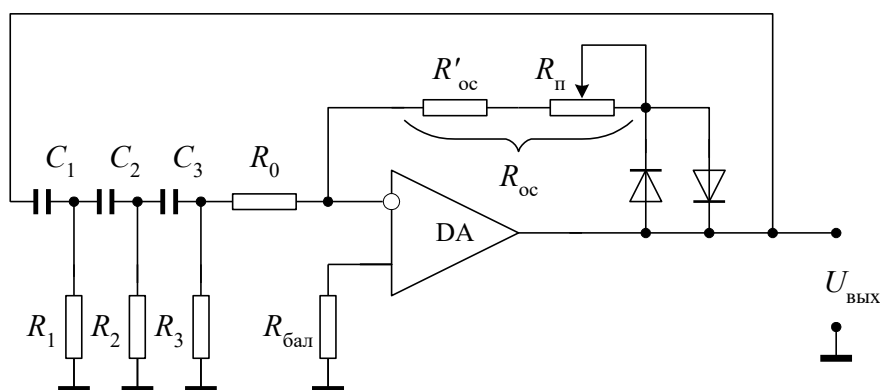 R'ос Rп
C1 C2 C3 R0
Rос
DA
R1 R2 R3 Rбал
Uвых